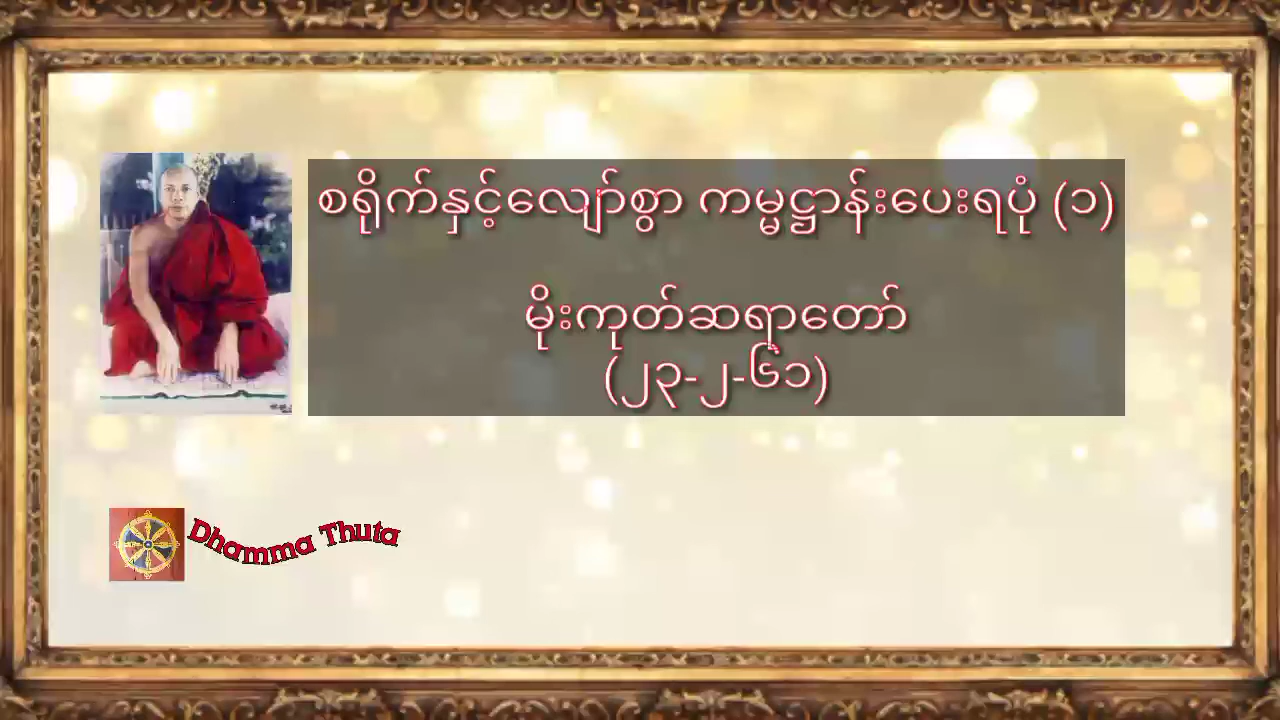 စရိုက်နှင့်လျော်စွာ ကမ္မဋ္ဌာန်းပေးရပုံ (၁)
မိုးကုတ်ဆရာတော်
(၂၃-၂-၆၁)
Dhamma Thuta